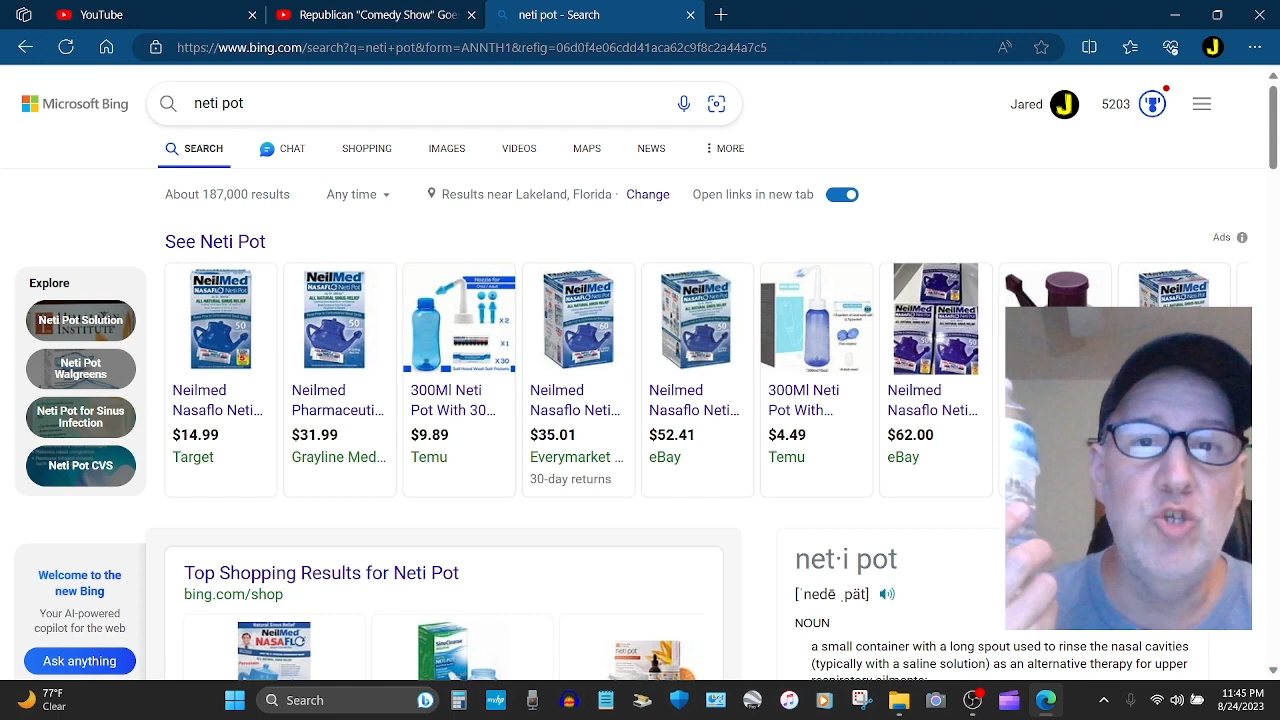 YouTube
Republican "Comedy Show" Goes
neti pot - Search
https://www.bing.com/search?q=neti+pot&form=ANNTH1&refig=06d0f4e06cdd41aca62c9f8c2a44a7c5
J
Microsoft Bing
neti pot
Jared
J
5203
SEARCH
CHAT
SHOPPING
IMAGES
VIDEOS
MAPS
NEWS
MORE
About 187,000 results
Any time
Results near Lakeland, Florida ·
Change
Open links in new tab
See Neti Pot
Ads
Explore
Neti Pot Solution
Neti Pot
Walgreens
Neti Pot for Sinus
Infection
Neti Pot CVS
Neilmed
Nasaflo Neti...
$14.99
Target
Neilmed
Pharmaceuti...
$31.99
Grayline Med...
300Ml Neti
Pot With 30...
$9.89
Temu
Neilmed
Nasaflo Neti...
$35.01
Everymarket ...
30-day returns
Neilmed
Nasaflo Neti...
$52.41
eBay
300Ml Neti
Pot With...
$4.49
Temu
Neilmed
Nasaflo Neti...
$62.00
eBay
Welcome to the
new Bing
Your AI-powered
copilot for the web
Ask anything
Top Shopping Results for Neti Pot
bing.com/shop
net·i pot
[ˈnedē ˌpät]
NOUN
a small container with a long spout used to rinse the nasal cavities
(typically with a saline solution) as an alternative therapy for upper
77°F
Clear
Search
11:45 PM
8/24/2023